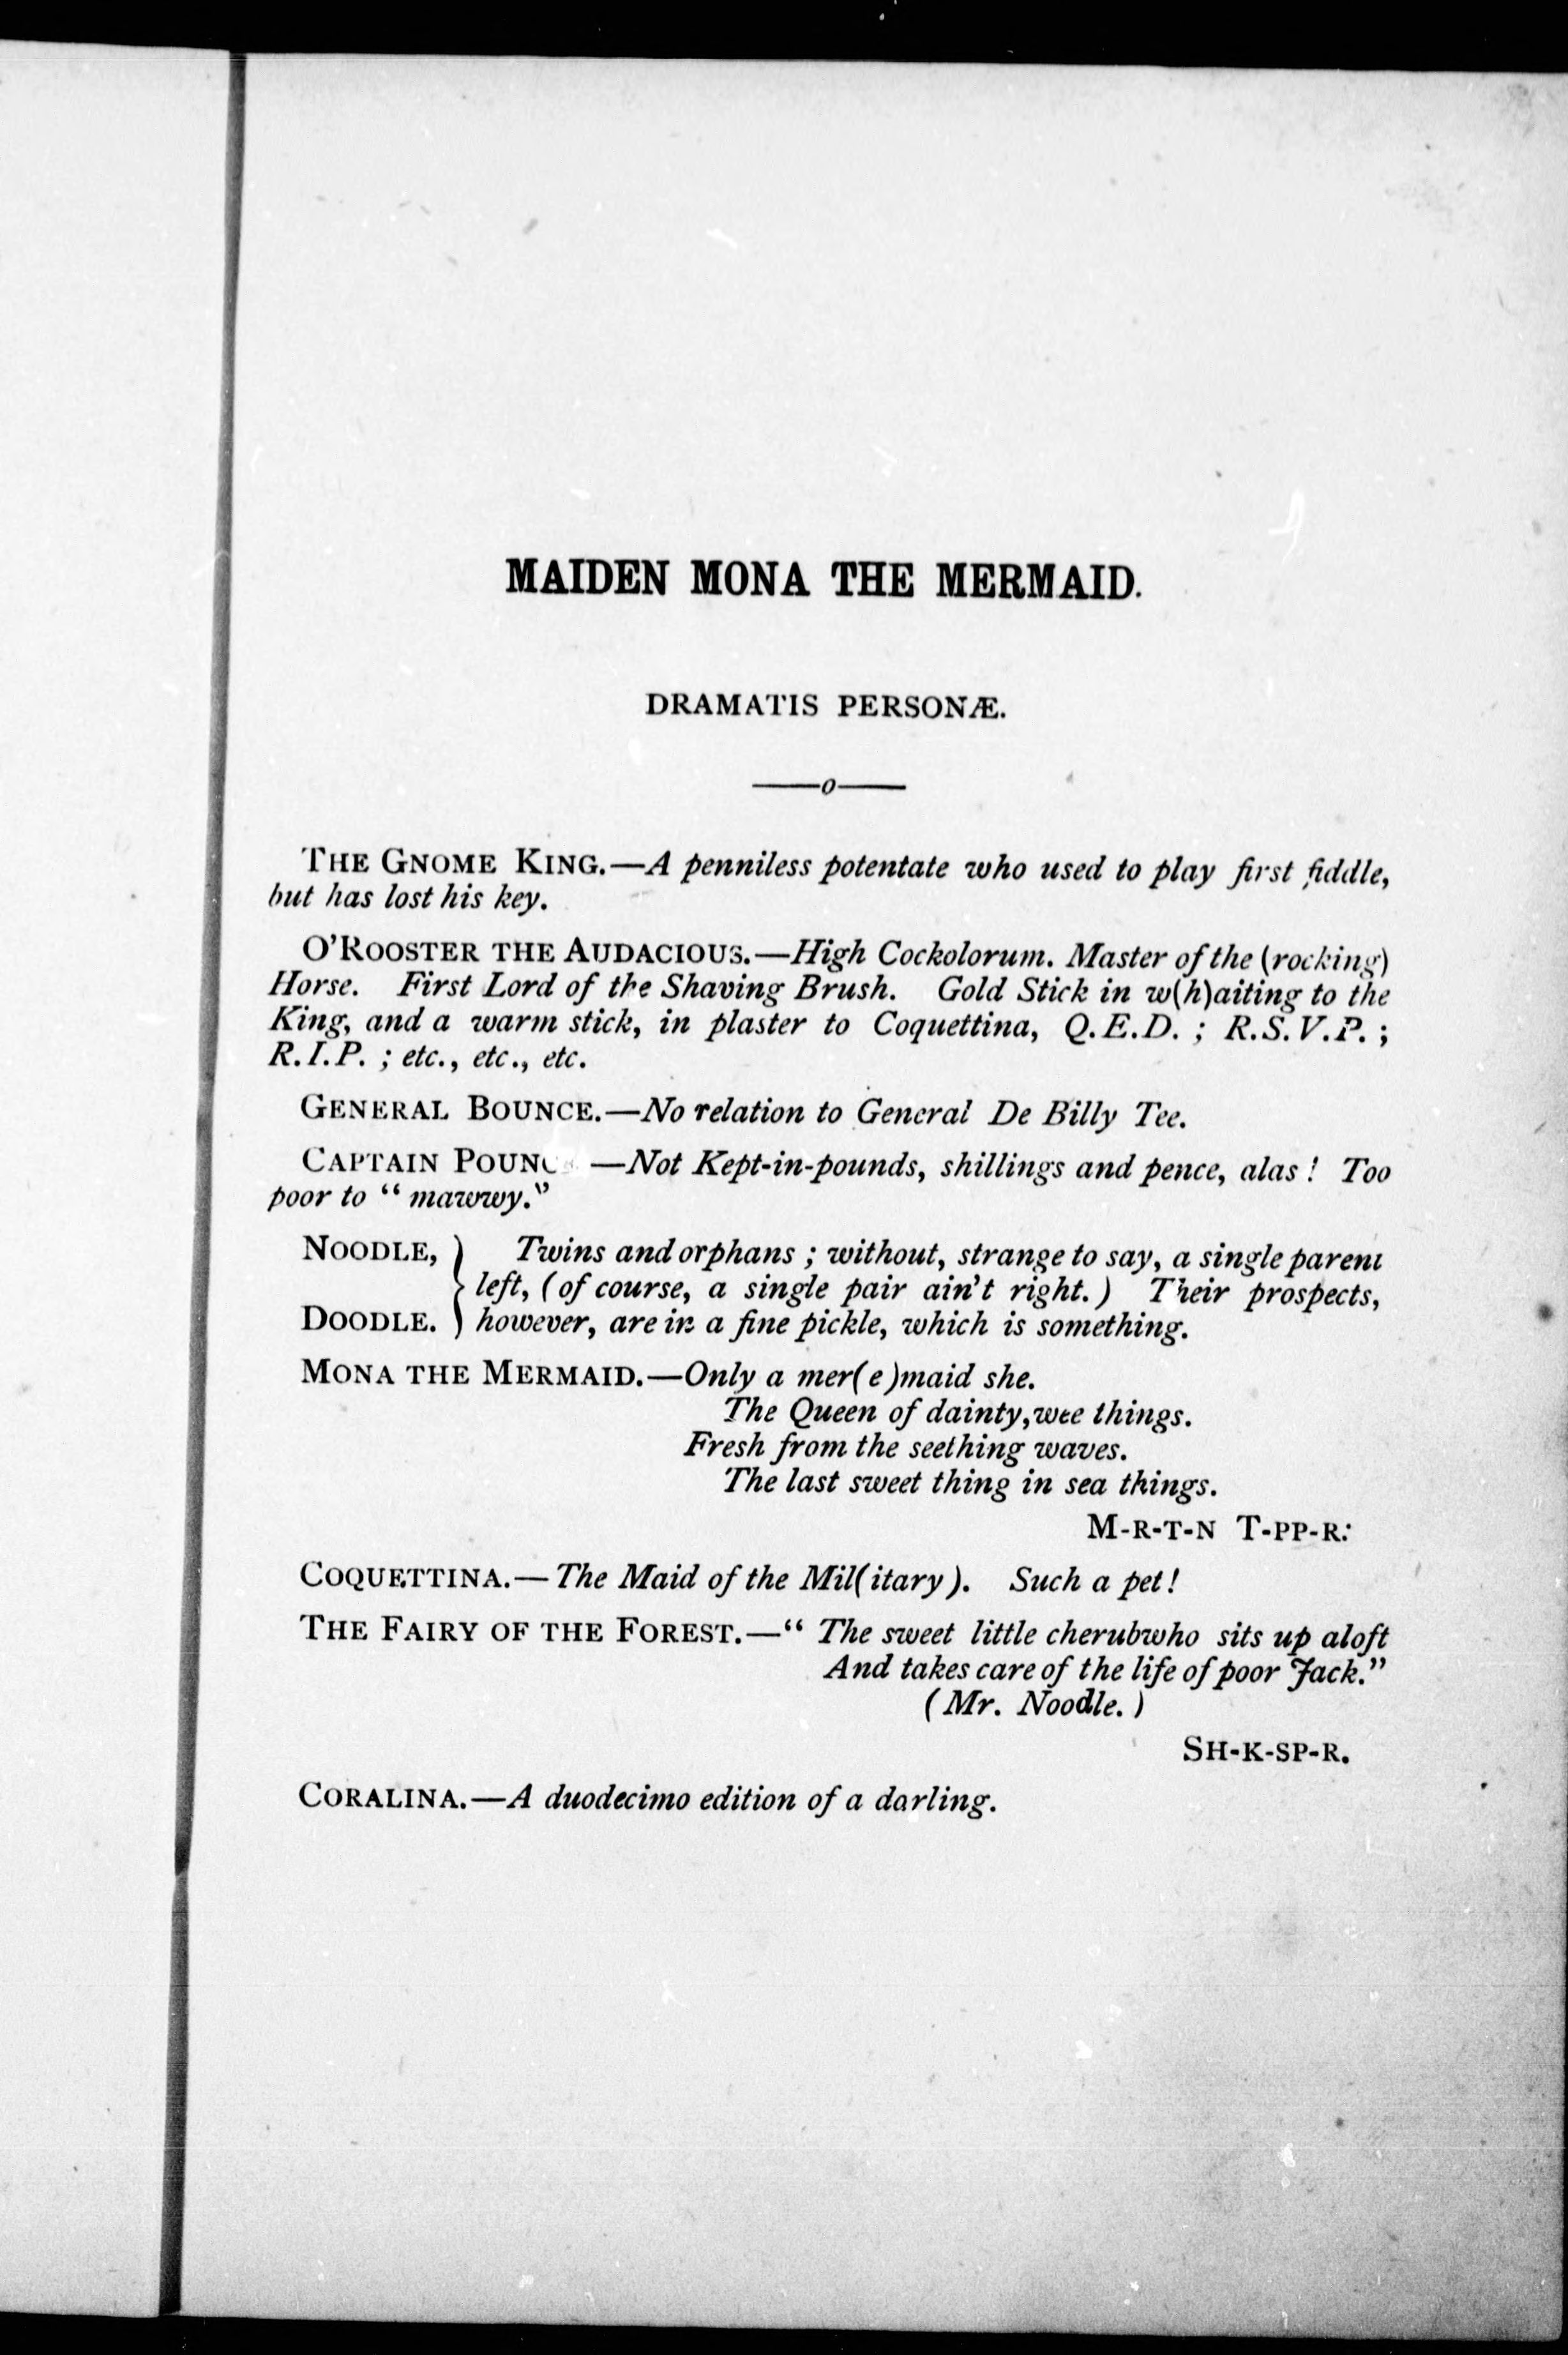 MAIDEN MONA THE MERMAID.
DRAMATIS PERSONÆ.
——o——
THE GNOME KING.—A penniless potentate who used to play first fiddle,
but has lost his key.
O'ROOSTER THE AUDACIOUS.—High Cockolorum. Master of the (rocking)
Horse. First Lord of the Shaving Brush. Gold Stick in w(h)aiting to the
King, and a warm stick, in plaster to Coquettina, Q.E.D. ; R.S.V.P. ;
R.I.P. ; etc., etc., etc.
GENERAL BOUNCE.—No relation to General De Billy Tee.
CAPTAIN —Not Kept-in-pounds, shillings and pence, alas ! Too
poor to “ mawwy.”
NOODLE, } Twins and orphans ; without, strange to say, a single parent
left, (of course, a single pair ain't right.) Their prospects,
DOODLE. } however, are in a fine pickle, which is something.
MONA THE MERMAID.—Only a mer(e)maid she.
The Queen of dainty,wee things.
Fresh from the seething waves.
The last sweet thing in sea things.
M-R-T-N T-PP-R.
COQUETTINA.—The Maid of the Mil(itary). Such a pet!
THE FAIRY OF THE FOREST.—“ The sweet little cherubwho sits up aloft
And takes care of the life of poor Jack.”
(Mr. Noodle.)
SH-K-SP-R.
CORALINA.—A duodecimo edition of a darling.